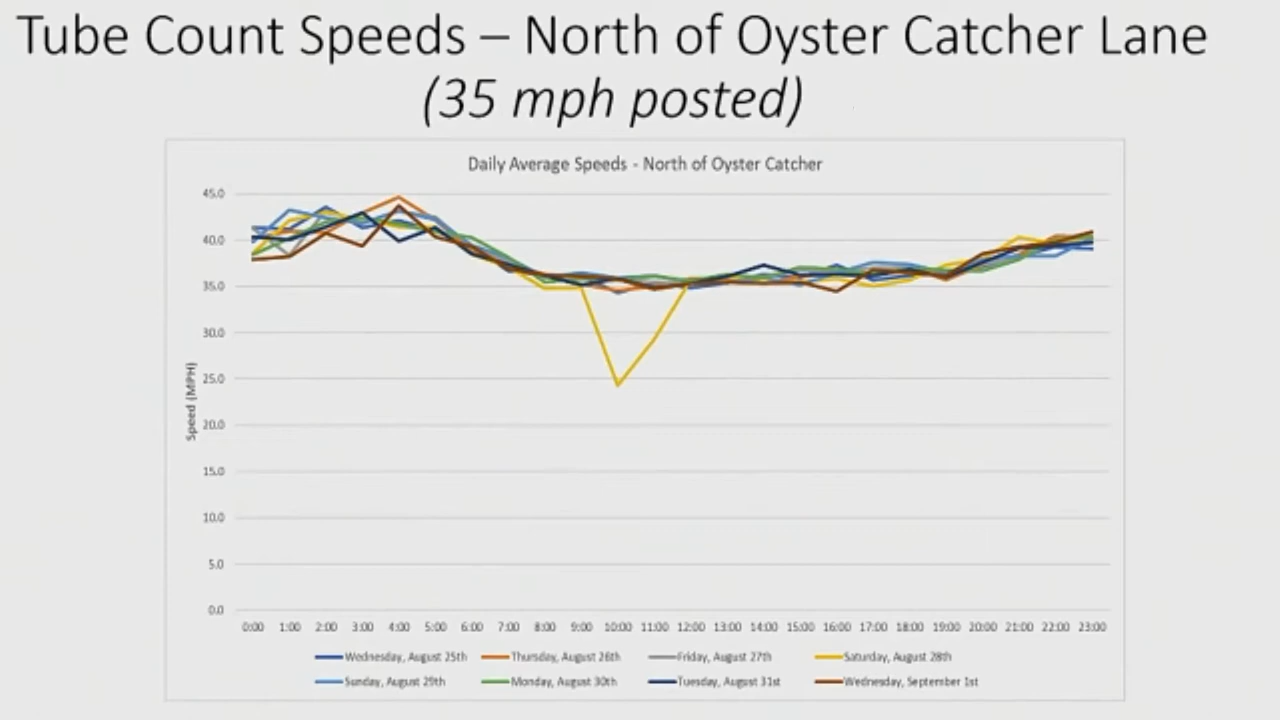 Tube Count Speeds – North of Oyster Catcher Lane
(35 mph posted)
Daily Average Speeds - North of Oyster Catcher
45.0
40.0
35.0
30.0
25.0
20.0
15.0
10.0
5.0
0.0
Speed (MPH)
0:00 1:00 2:00 3:00 4:00 5:00 6:00 7:00 8:00 9:00 10:00 11:00 12:00 13:00 14:00 15:00 16:00 17:00 18:00 19:00 20:00 21:00 22:00 23:00
Wednesday, August 25th Thursday, August 26th Friday, August 27th Saturday, August 28th
Sunday, August 29th Monday, August 30th Tuesday, August 31st Wednesday, September 1st